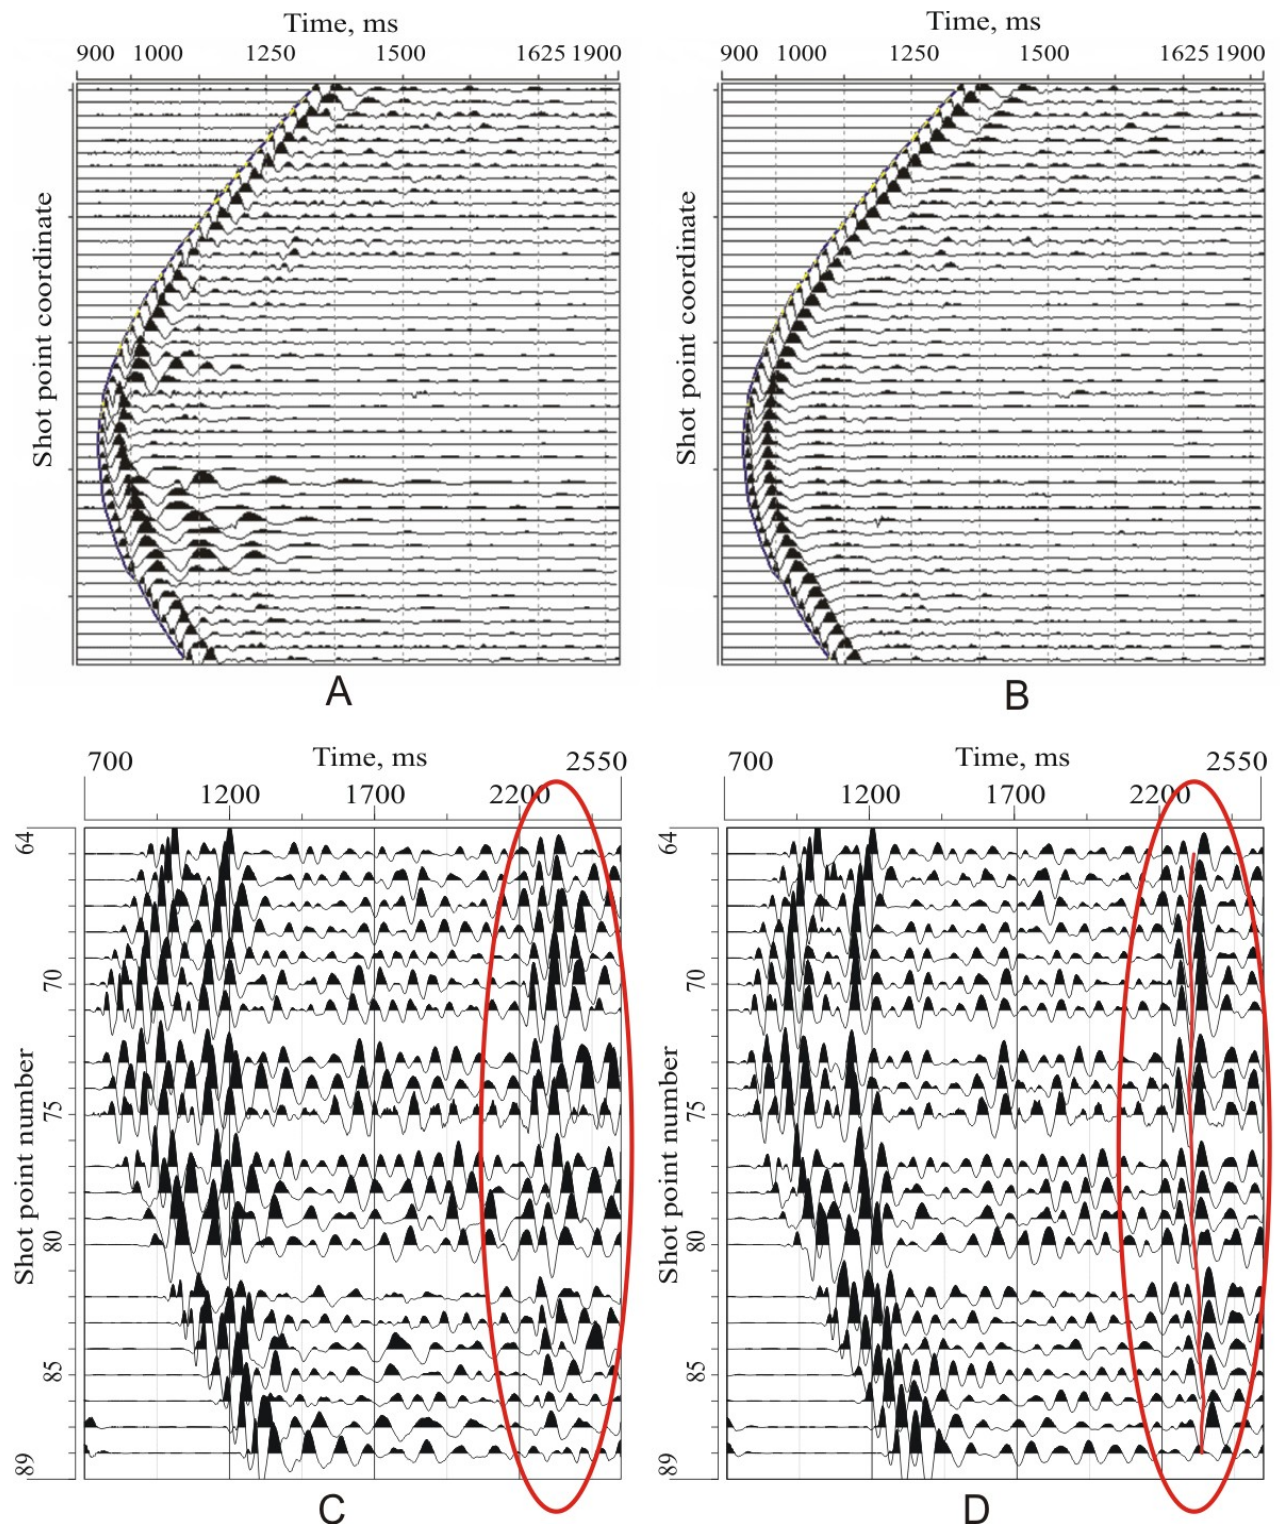 Time, ms
900 1000 1250 1500 1625 1900
Shot point coordinate
A
Time, ms
900 1000 1250 1500 1625 1900
Shot point coordinate
B
700 Time, ms 2550
1200 1700 2200
64
70
75
80
85
89
Shot point number
C
700 Time, ms 2550
1200 1700 2200
64
70
75
80
85
89
Shot point number
D